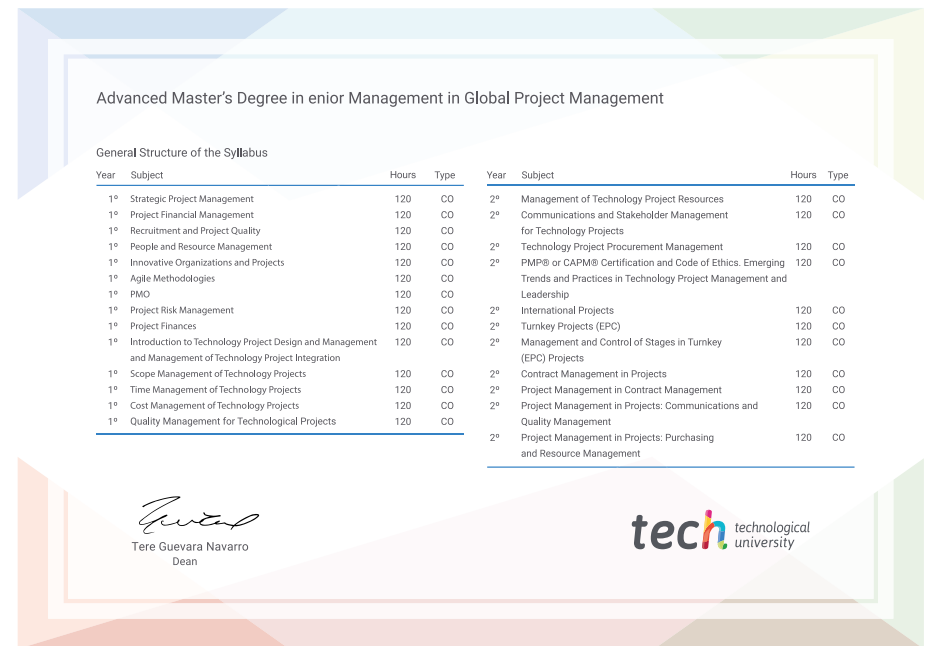 Advanced Master's Degree in enior Management in Global Project Management
General Structure of the Syllabus
Year Subject Hours Type
1º Strategic Project Management 120 CO
1º Project Financial Management 120 CO
1º Recruitment and Project Quality 120 CO
1º People and Resource Management 120 CO
1º Innovative Organizations and Projects 120 CO
1º Agile Methodologies 120 CO
1º PMO 120 CO
1º Project Risk Management 120 CO
1º Project Finances 120 CO
1º Introduction to Technology Project Design and Management 120 CO
and Management of Technology Project Integration
1º Scope Management of Technology Projects 120 CO
1º Time Management of Technology Projects 120 CO
1º Cost Management of Technology Projects 120 CO
1º Quality Management for Technological Projects 120 CO
Year Subject Hours Type
2º Management of Technology Project Resources 120 CO
2º Communications and Stakeholder Management 120 CO
for Technology Projects
2º Technology Project Procurement Management 120 CO
2º PMP® or CAPM® Certification and Code of Ethics. Emerging 120 CO
Trends and Practices in Technology Project Management and
Leadership
2º International Projects 120 CO
2º Turnkey Projects (EPC) 120 CO
2º Management and Control of Stages in Turnkey 120 CO
(EPC) Projects
2º Contract Management in Projects 120 CO
2º Project Management in Contract Management 120 CO
2º Project Management in Projects: Communications and 120 CO
Quality Management
2º Project Management in Projects: Purchasing 120 CO
and Resource Management
Tere Guevara Navarro
Dean
tech technological
university